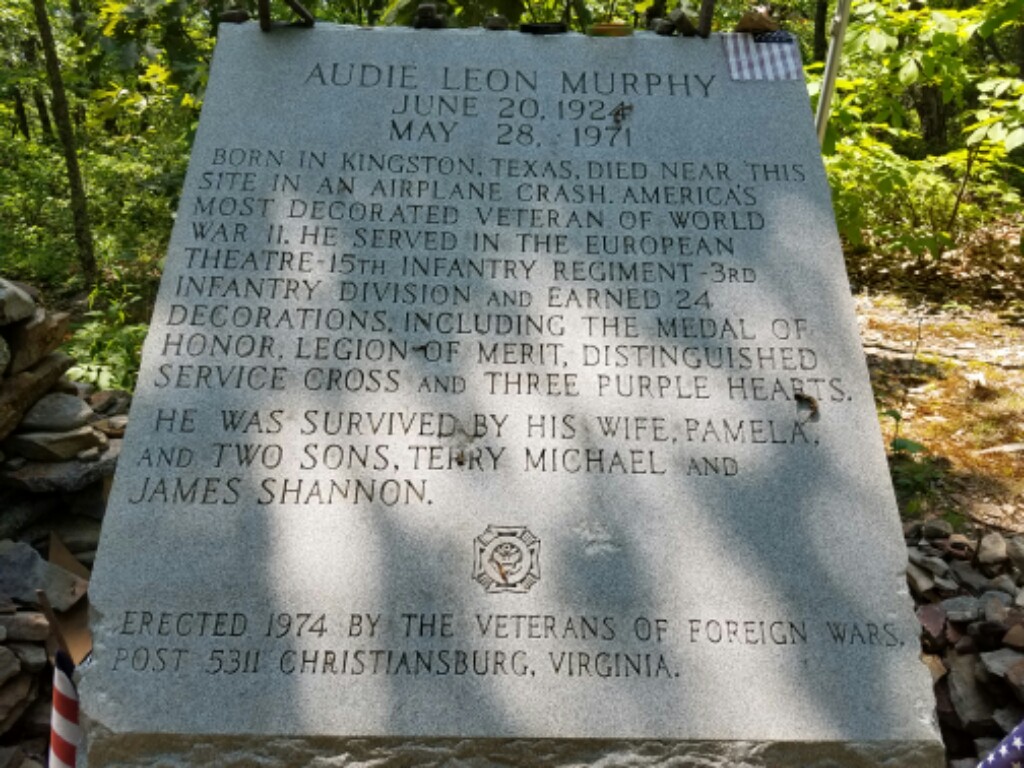 AUDIE LEON MURPHY
JUNE 20, 1924
MAY 28, 1971
BORN IN KINGSTON, TEXAS, DIED NEAR THIS
SITE IN AN AIRPLANE CRASH. AMERICA'S
MOST DECORATED VETERAN OF WORLD
WAR II. HE SERVED IN THE EUROPEAN
THEATRE-15TH INFANTRY REGIMENT-3RD
INFANTRY DIVISION AND EARNED 24
DECORATIONS, INCLUDING THE MEDAL OF
HONOR, LEGION OF MERIT, DISTINGUISHED
SERVICE CROSS AND THREE PURPLE HEARTS.
HE WAS SURVIVED BY HIS WIFE, PAMELA,
AND TWO SONS, TERRY MICHAEL AND
JAMES SHANNON.
ERECTED 1974 BY THE VETERANS OF FOREIGN WARS,
POST 5311 CHRISTIANSBURG, VIRGINIA.